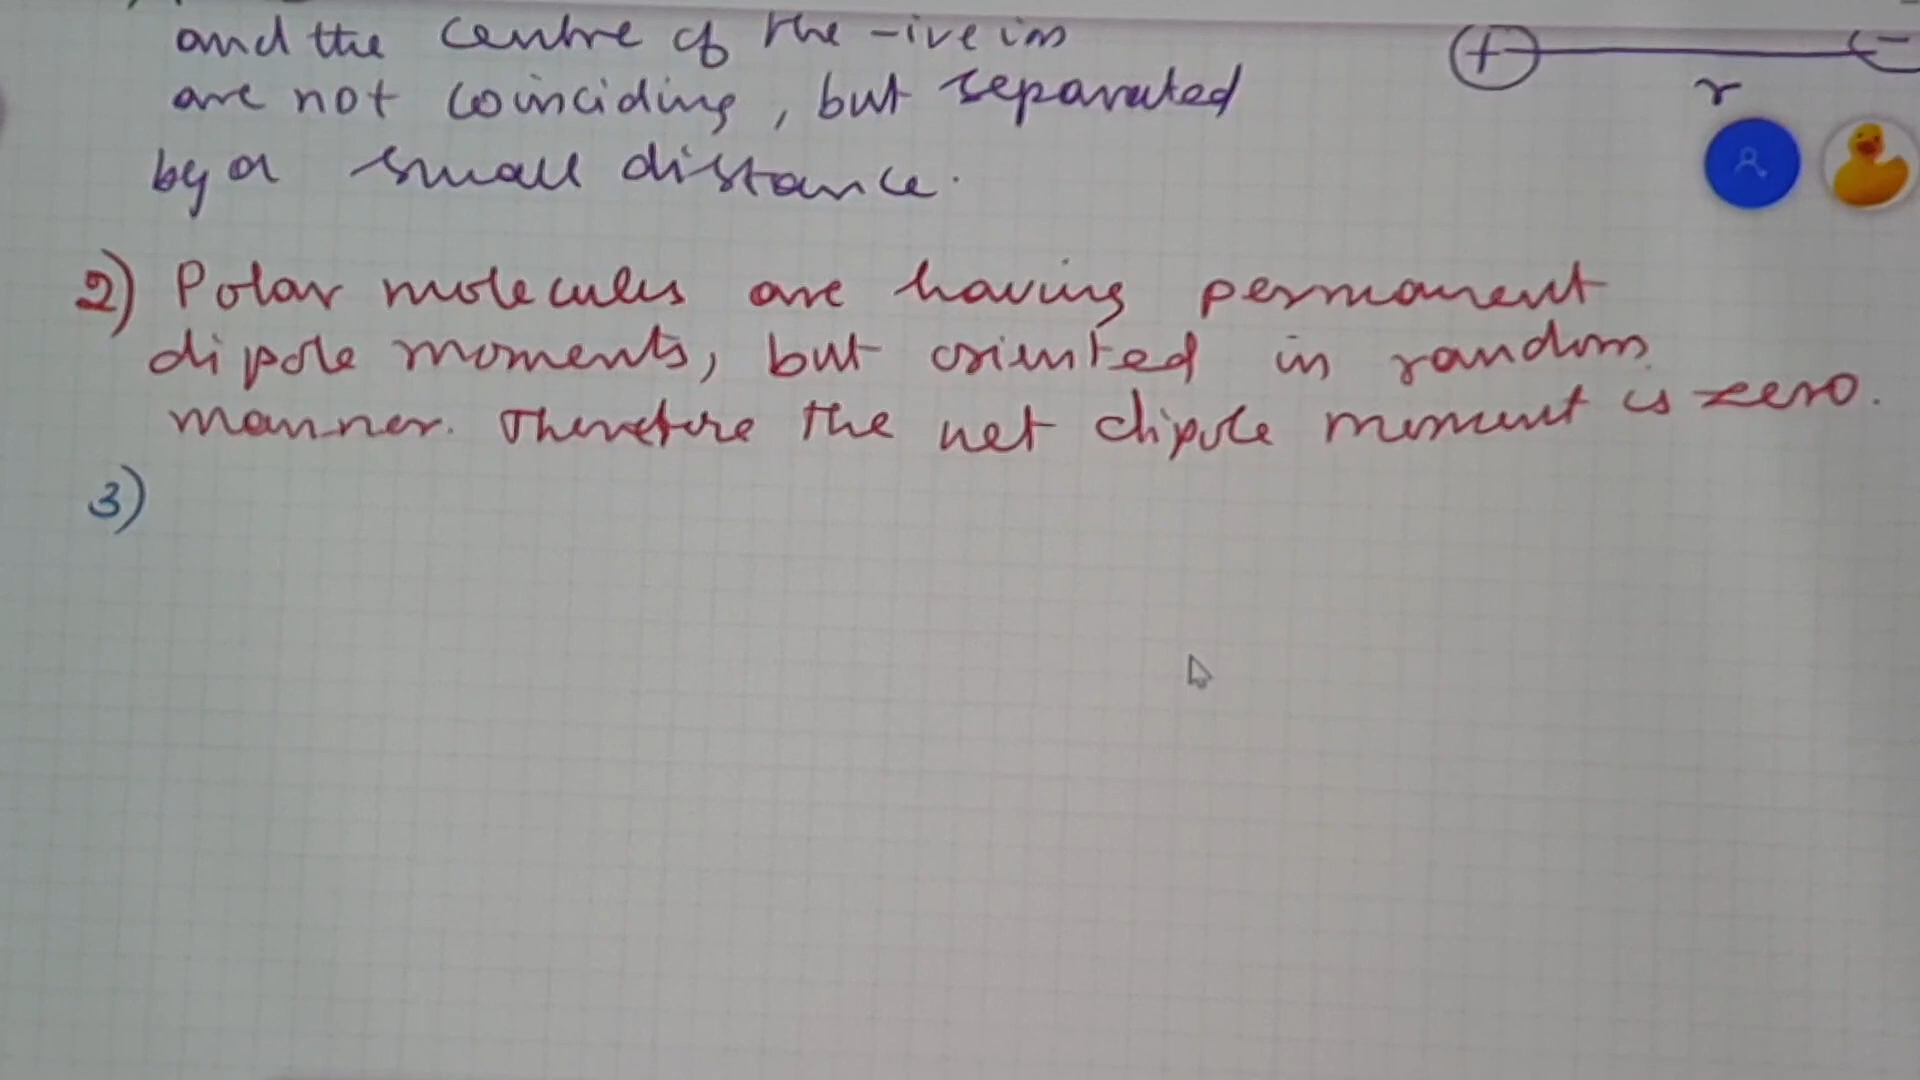 and the centre of the -ive ion
are not coinciding, but separated
by a small distance.
+ -
r
2) Polar molecules are having permanent
dipole moments, but oriented in random
manner. Therefore the net dipole moment is zero.
3)